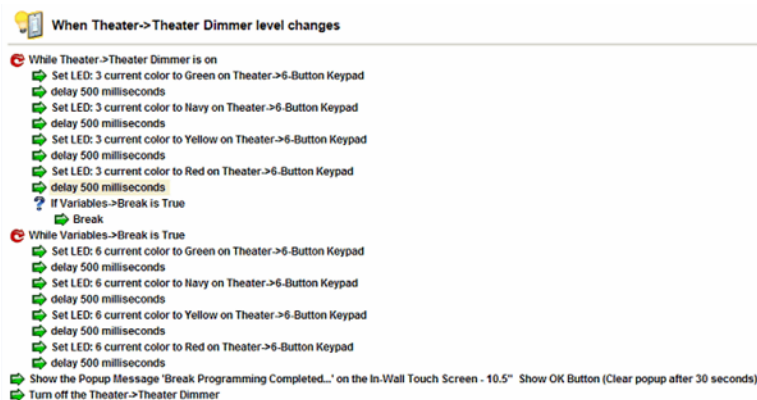 When Theater->Theater Dimmer level changes
While Theater->Theater Dimmer is on
Set LED: 3 current color to Green on Theater->6-Button Keypad
delay 500 milliseconds
Set LED: 3 current color to Navy on Theater->6-Button Keypad
delay 500 milliseconds
Set LED: 3 current color to Yellow on Theater->6-Button Keypad
delay 500 milliseconds
Set LED: 3 current color to Red on Theater->6-Button Keypad
delay 500 milliseconds
? If Variables->Break is True
Break
While Variables->Break is True
Set LED: 6 current color to Green on Theater->6-Button Keypad
delay 500 milliseconds
Set LED: 6 current color to Navy on Theater->6-Button Keypad
delay 500 milliseconds
Set LED: 6 current color to Yellow on Theater->6-Button Keypad
delay 500 milliseconds
Set LED: 6 current color to Red on Theater->6-Button Keypad
delay 500 milliseconds
Show the Popup Message 'Break Programming Completed...' on the In-Wall Touch Screen - 10.5" Show OK Button (Clear popup after 30 seconds)
Turn off the Theater->Theater Dimmer